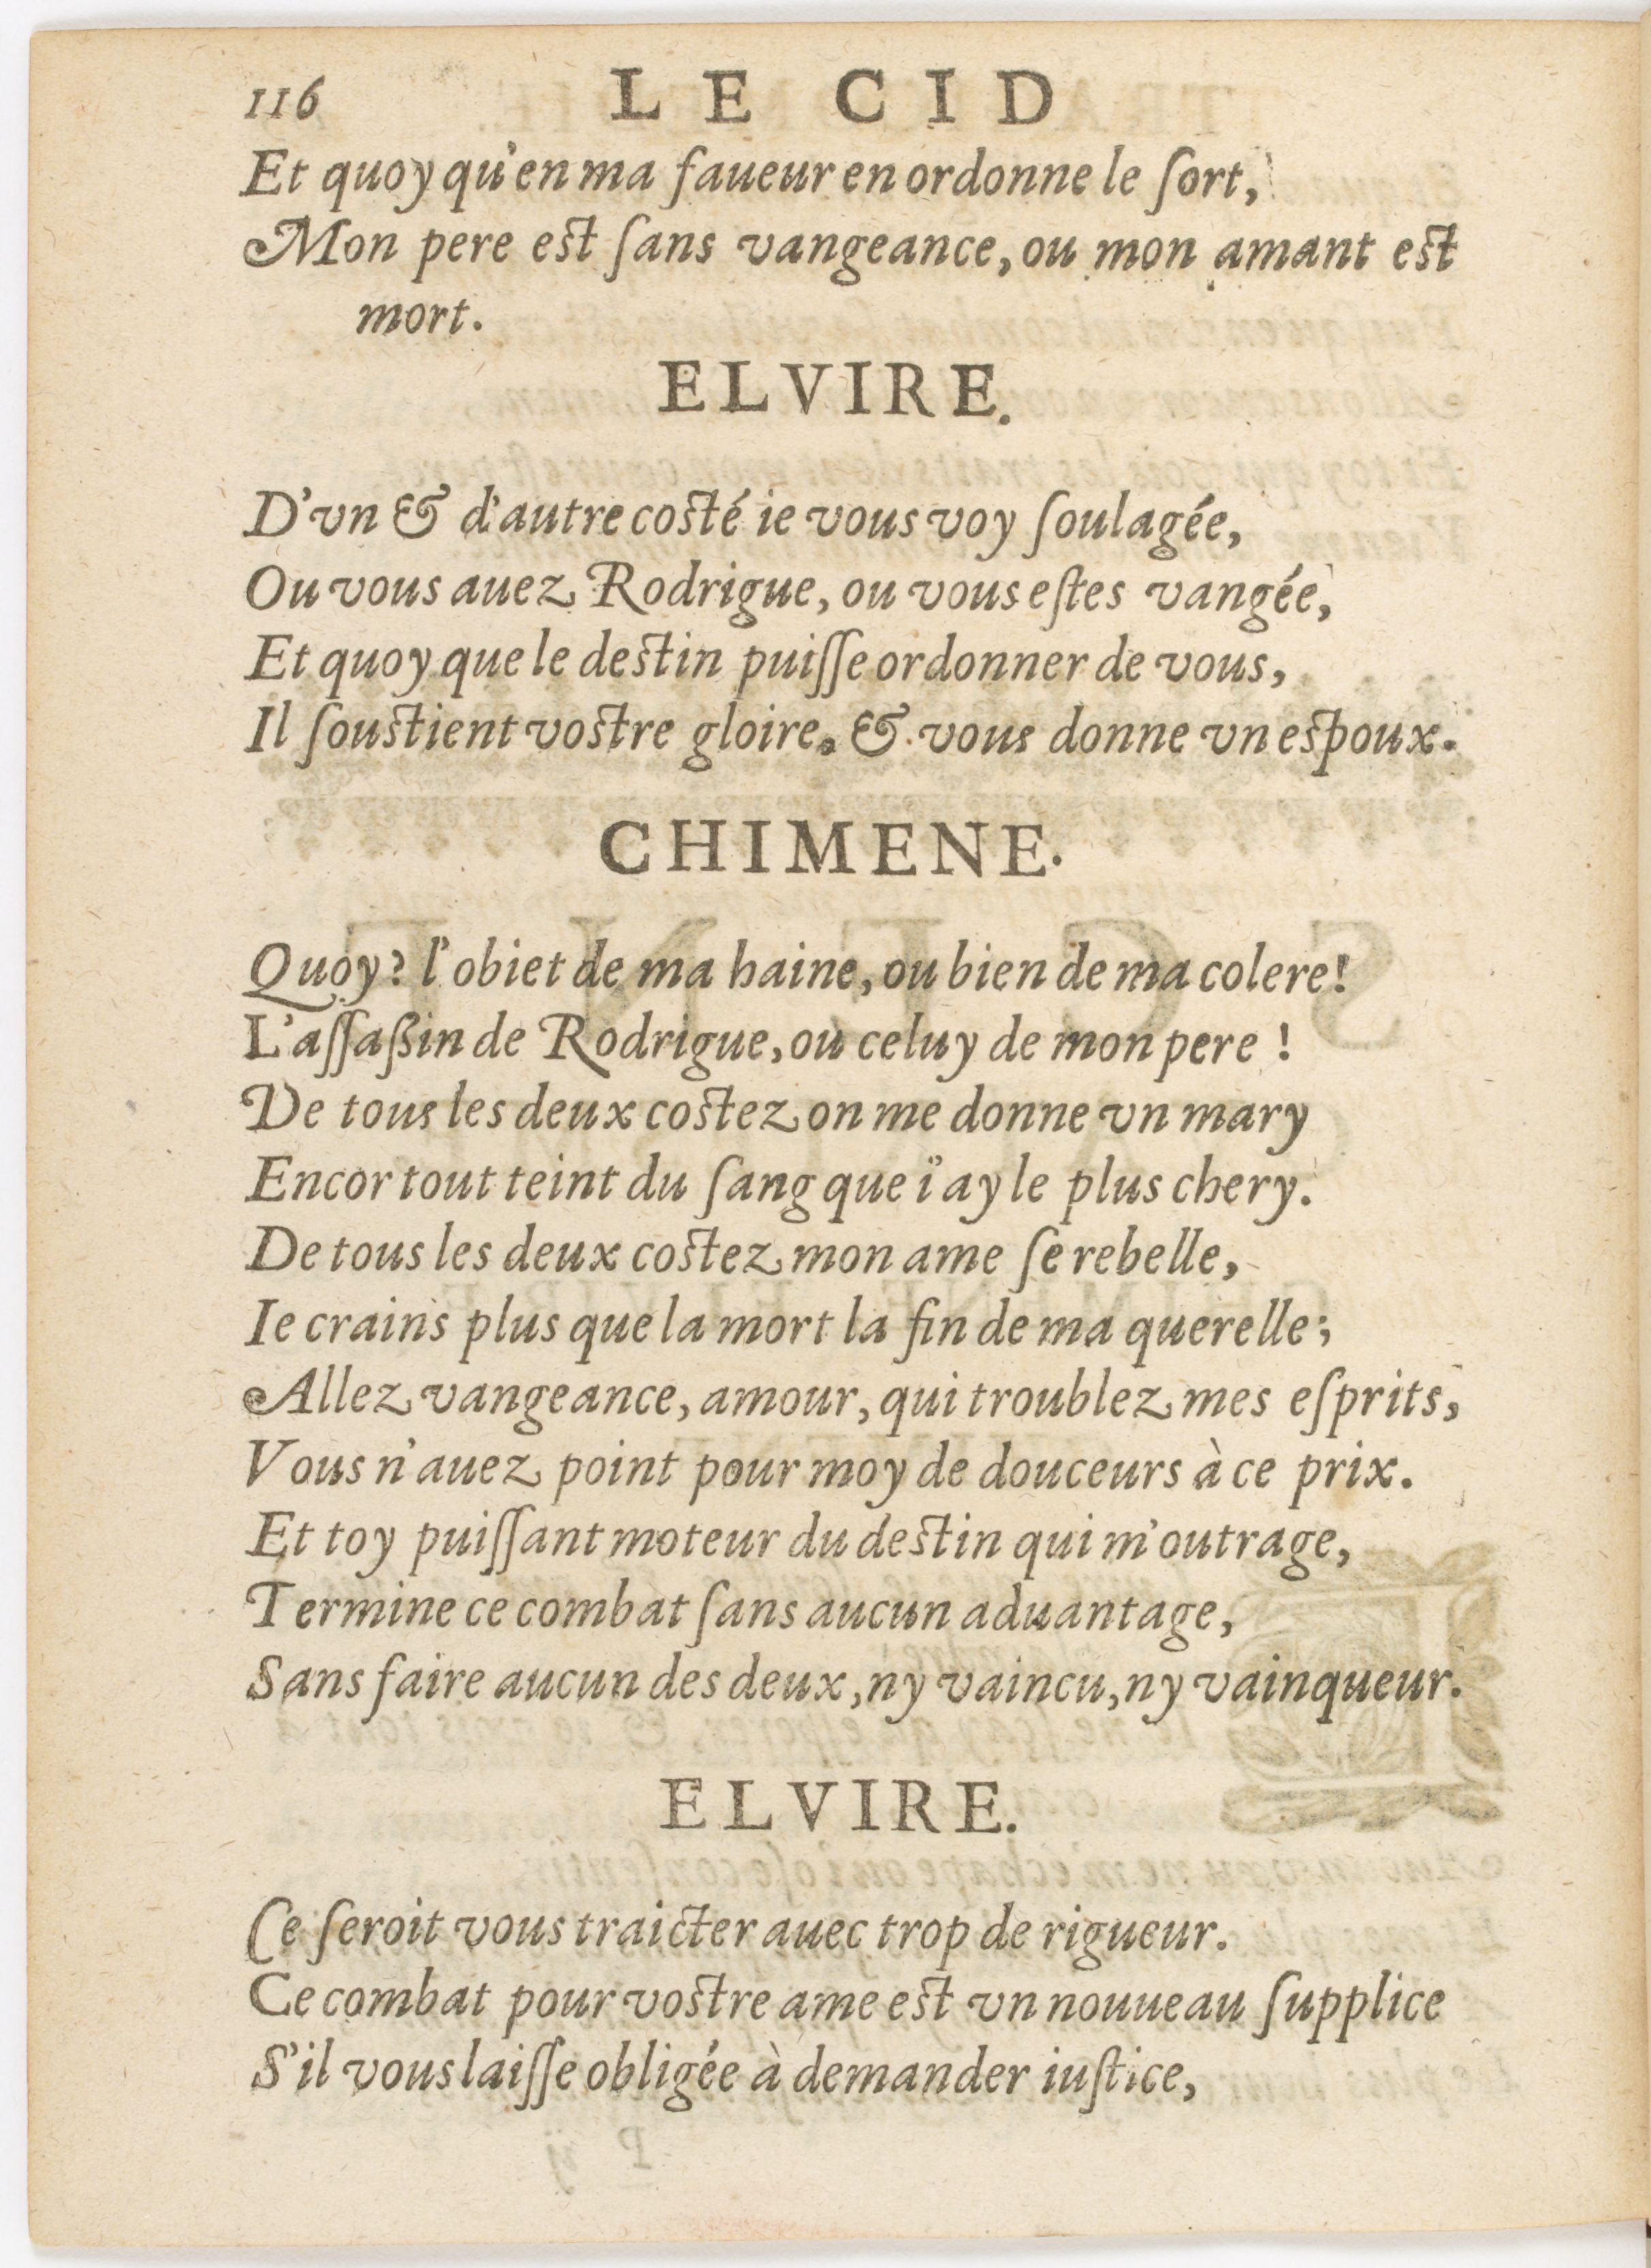 116 LE CID
Et quoy qu'en ma faueur en ordonne le ſort,
Mon pere est ſans vangeance, ou mon amant est
mort.
ELVIRE.
D'vn & d'autre costé ie vous voy ſoulagée,
Ou vous auez Rodrigue, ou vous eſtes vangée,
Et quoy que le destin puiſſe ordonner de vous,
Il ſoustient vostre gloire, & vous donne vn espoux.
CHIMENE.
Quoy? l'obiet de ma haine, ou bien de ma colere!
L'aſſaßin de Rodrigue, ou celuy de mon pere !
De tous les deux costez on me donne vn mary
Encor tout teint du ſang que i'ay le plus chery.
De tous les deux costez mon ame ſe rebelle,
Ie crains plus que la mort la fin de ma querelle;
Allez vangeance, amour, qui troublez mes eſprits,
Vous n'auez point pour moy de douceurs à ce prix.
Et toy puiſſant moteur du destin qui m'outrage,
Termine ce combat ſans aucun aduantage,
Sans faire aucun des deux, ny vaincu, ny vainqueur.
ELVIRE.
Ce ſeroit vous traicter auec trop de rigueur.
Ce combat pour vostre ame est vn nouueau ſupplice
S'il vous laiſſe obligée à demander iuſtice,